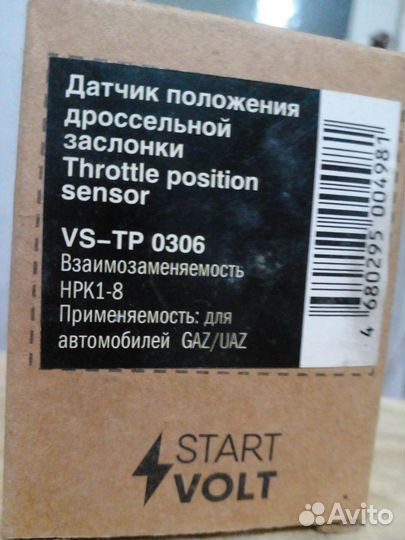 Датчик положения
дроссельной
заслонки
Throttle position
sensor
VS-TP 0306
Взаимозаменяемость
НРК1-8
Применяемость: для
автомобилей GAZ/UAZ
4 680295 004981
START
VOLT
Avito